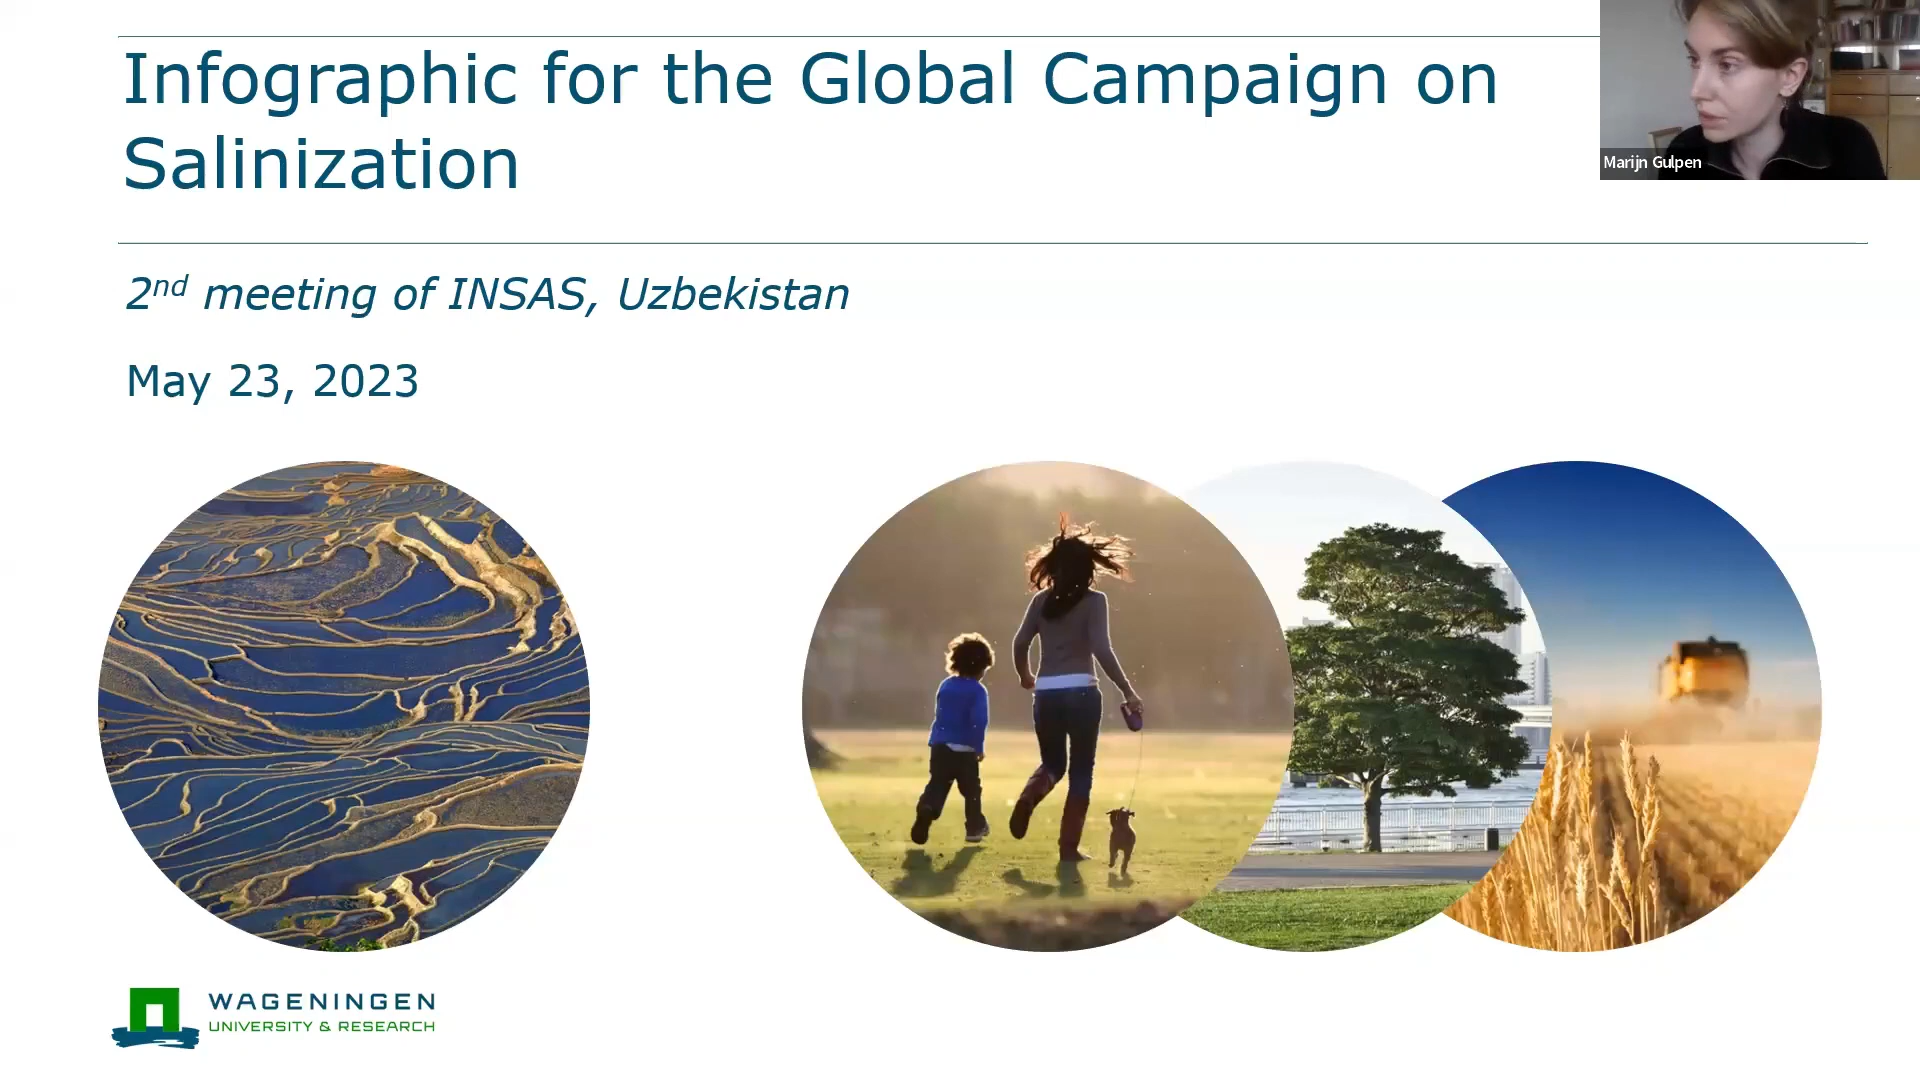 Infographic for the Global Campaign on
Salinization
Marijn Gulpen
2nd meeting of INSAS, Uzbekistan
May 23, 2023
WAGENINGEN
UNIVERSITY & RESEARCH